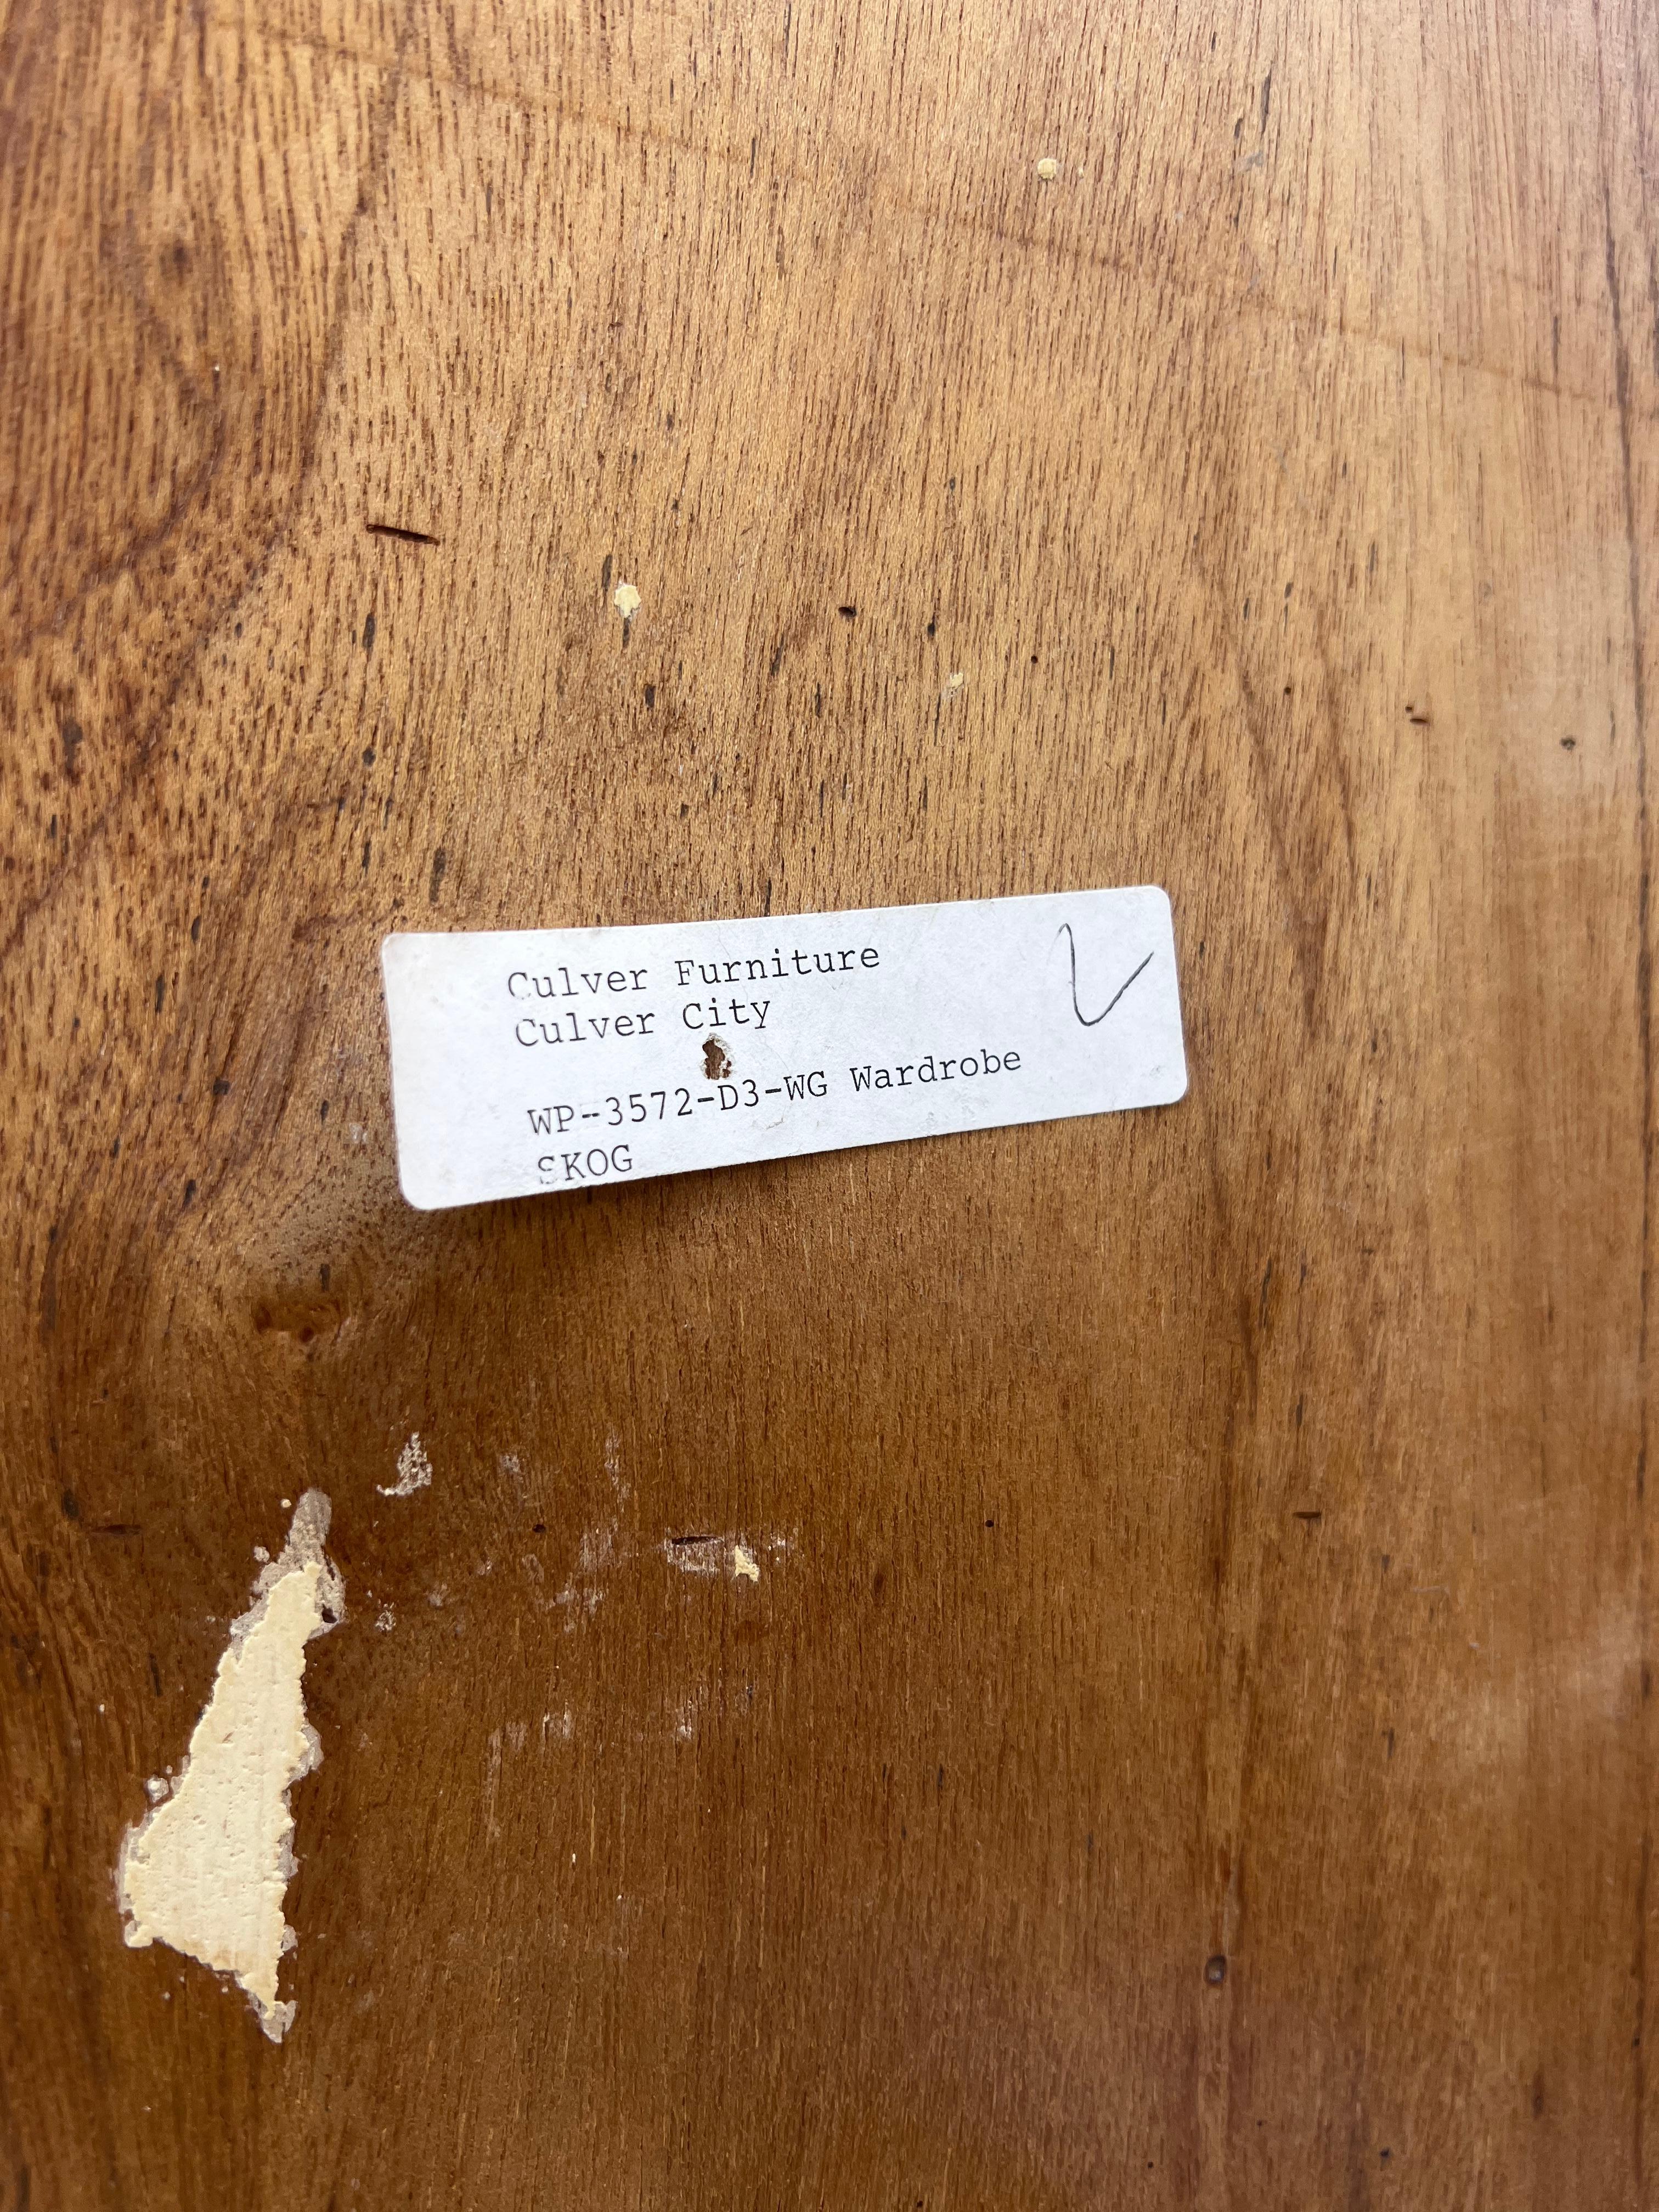 Culver Furniture
Culver City
WP-3572-D3-WG Wardrobe
SKOG